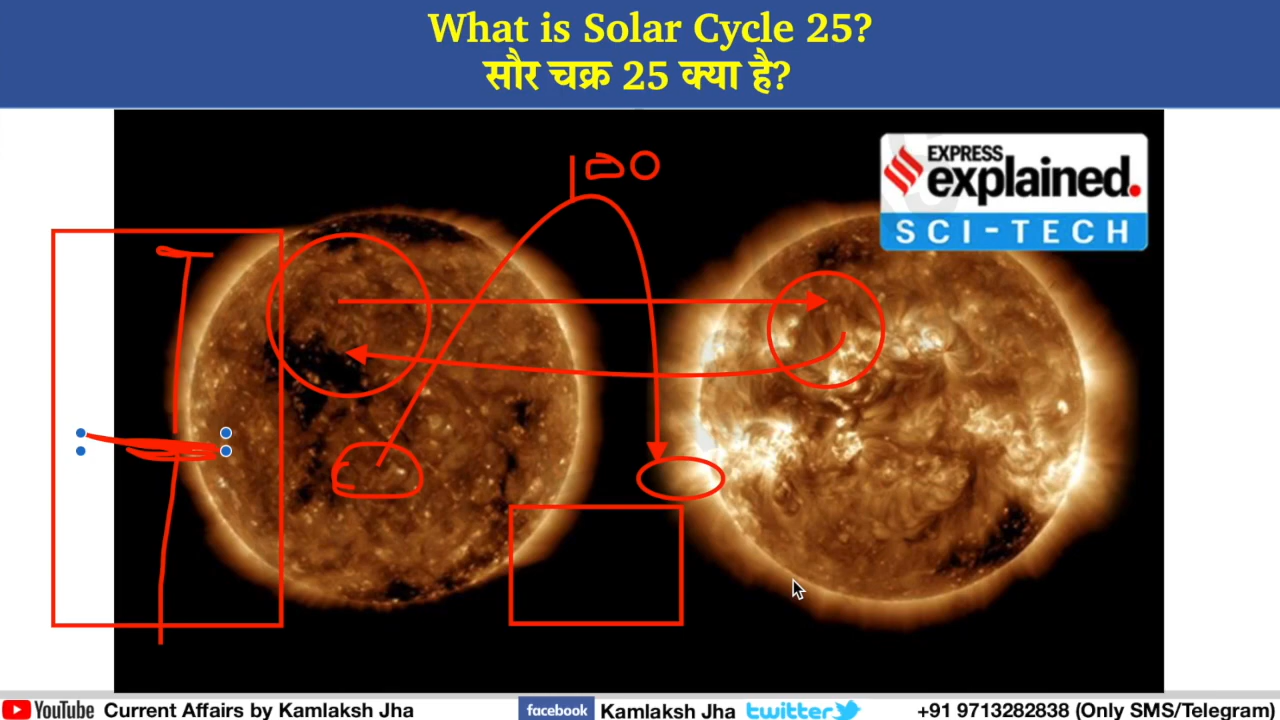 What is Solar Cycle 25?
सौर चक्र 25 क्या है?
EXPRESS
explained.
SCI-TECH
YouTube Current Affairs by Kamlaksh Jha facebook Kamlaksh Jha twitter +91 9713282838 (Only SMS/Telegram)